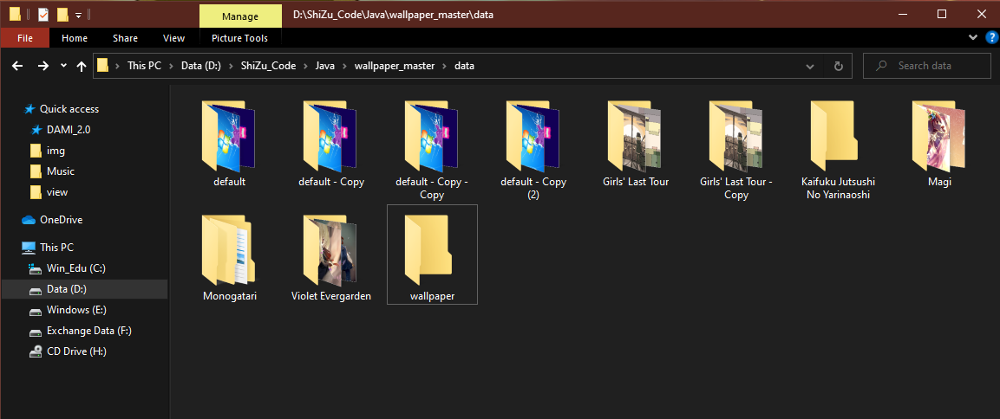 Manage
D:\ShiZu_Code\Java\wallpaper_master\data
File
Home
Share
View
Picture Tools
This PC
Data (D:)
ShiZu_Code
Java
wallpaper_master
data
Search data
Quick access
DAMI_2.0
img
Music
view
OneDrive
This PC
Win_Edu (C:)
Data (D:)
Windows (E:)
Exchange Data (F:)
CD Drive (H:)
default
default - Copy
default - Copy -
Copy
default - Copy
(2)
Girls' Last Tour
Girls' Last Tour -
Copy
Kaifuku Jutsushi
No Yarinaoshi
Magi
Monogatari
Violet Evergarden
wallpaper